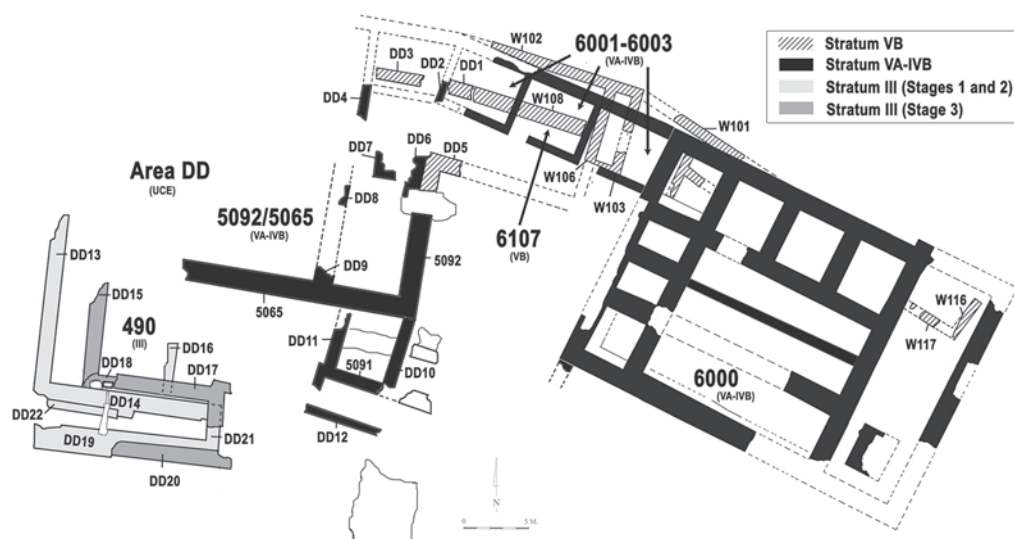 W102
6001-6003
(VA-IVB)
Stratum VB
Stratum VA-IVB
Stratum III (Stages 1 and 2)
Stratum III (Stage 3)
DD3
DD2
DD1
DD4
W108
W101
DD7
DD6
DD5
W106
W103
Area DD
(UCE)
DD8
6107
(VB)
5092/5065
(VA-IVB)
DD13
DD9
5092
5065
DD15
490
(III)
DD16
DD18
DD17
DD14
DD22
DD19
DD21
DD20
DD11
5091
DD10
DD12
W116
W117
6000
(VA-IVB)
N
0
5 M.